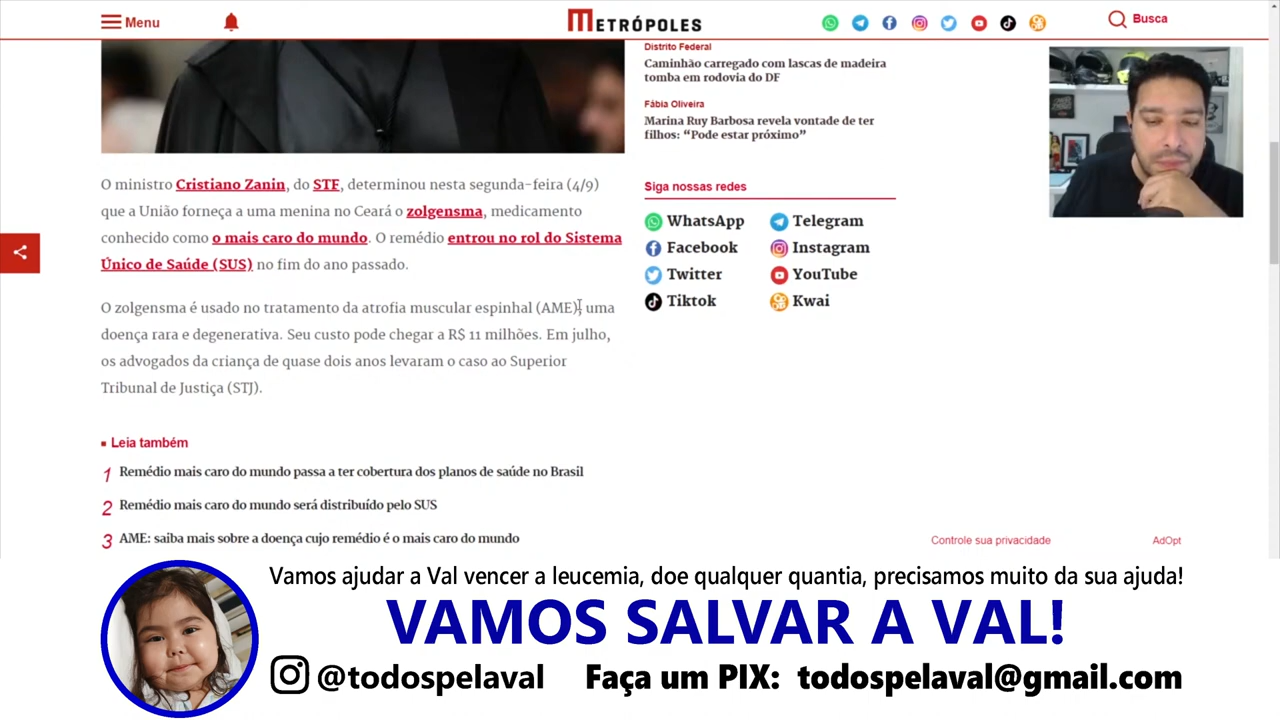 Menu
METRÓPOLES
Busca
Distrito Federal
Caminhão carregado com lascas de madeira
tomba em rodovia do DF
Fábia Oliveira
Marina Ruy Barbosa revela vontade de ter
filhos: “Pode estar próximo”
O ministro Cristiano Zanin, do STF, determinou nesta segunda-feira (4/9)
que a União forneça a uma menina no Ceará o zolgensma, medicamento
conhecido como o mais caro do mundo. O remédio entrou no rol do Sistema
Único de Saúde (SUS) no fim do ano passado.
O zolgensma é usado no tratamento da atrofia muscular espinhal (AME), uma
doença rara e degenerativa. Seu custo pode chegar a R$ 11 milhões. Em julho,
os advogados da criança de quase dois anos levaram o caso ao Superior
Tribunal de Justiça (STJ).
Siga nossas redes
WhatsApp Telegram
Facebook Instagram
Twitter YouTube
Tiktok Kwai
Leia também
1 Remédio mais caro do mundo passa a ter cobertura dos planos de saúde no Brasil
2 Remédio mais caro do mundo será distribuído pelo SUS
3 AME: saiba mais sobre a doença cujo remédio é o mais caro do mundo
Controle sua privacidade AdOpt
Vamos ajudar a Val vencer a leucemia, doe qualquer quantia, precisamos muito da sua ajuda!
VAMOS SALVAR A VAL!
@todospelaval Faça um PIX: todospelaval@gmail.com